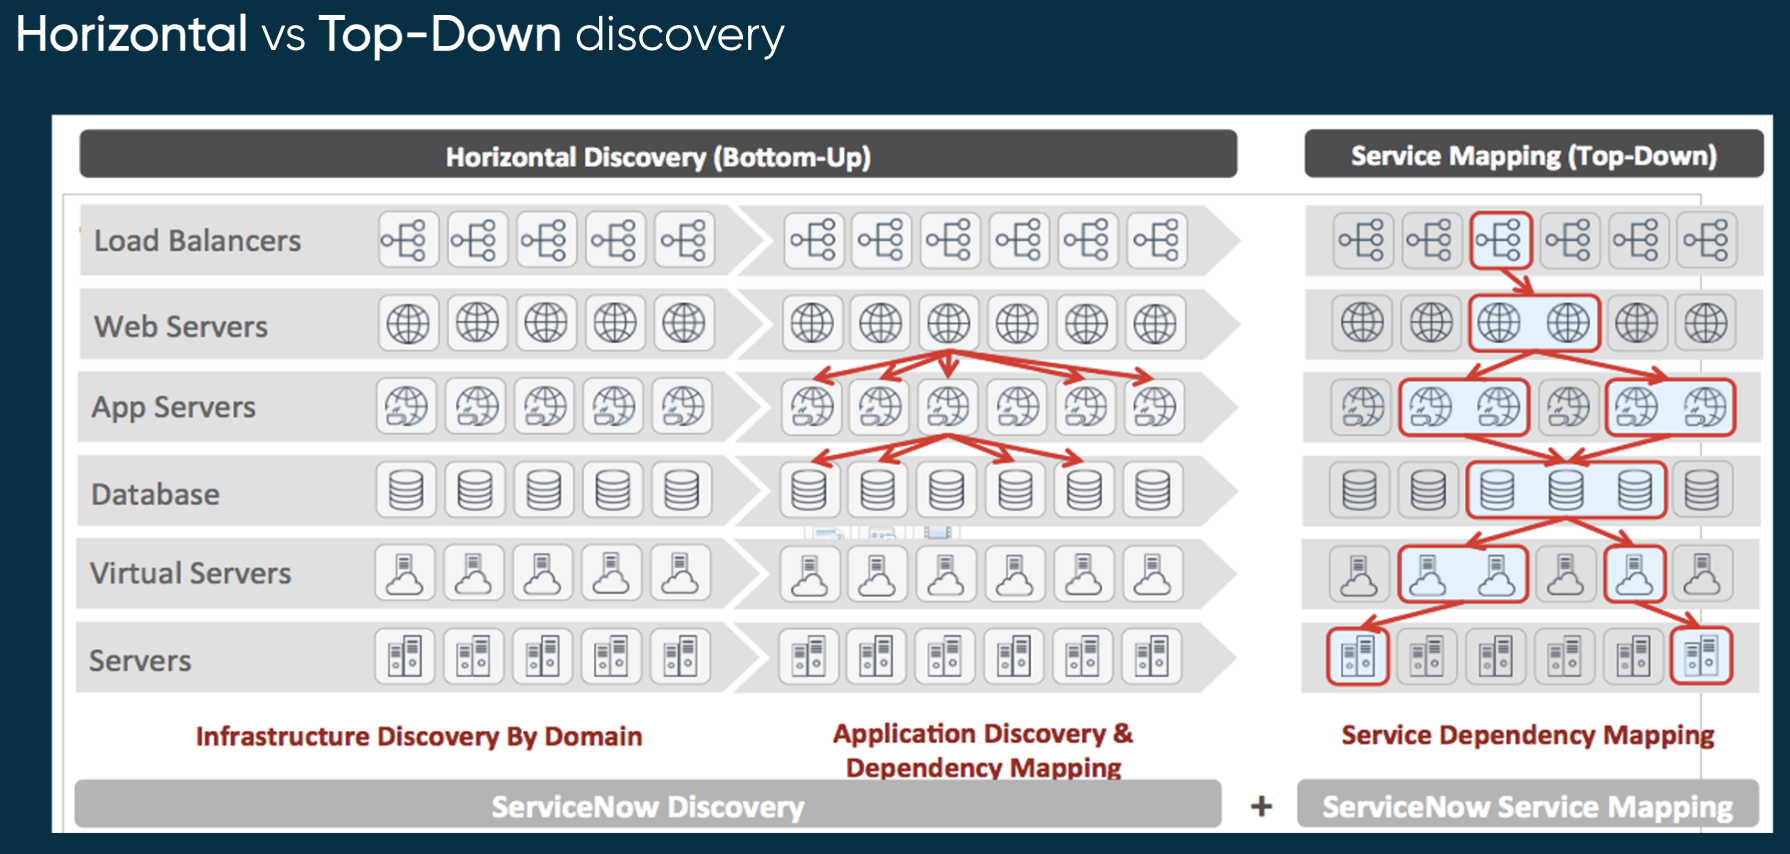 Horizontal vs Top-Down discovery
Horizontal Discovery (Bottom-Up)
Service Mapping (Top-Down)
Load Balancers
Web Servers
App Servers
Database
Virtual Servers
Servers
Infrastructure Discovery By Domain
Application Discovery &
Dependency Mapping
Service Dependency Mapping
ServiceNow Discovery
+
ServiceNow Service Mapping